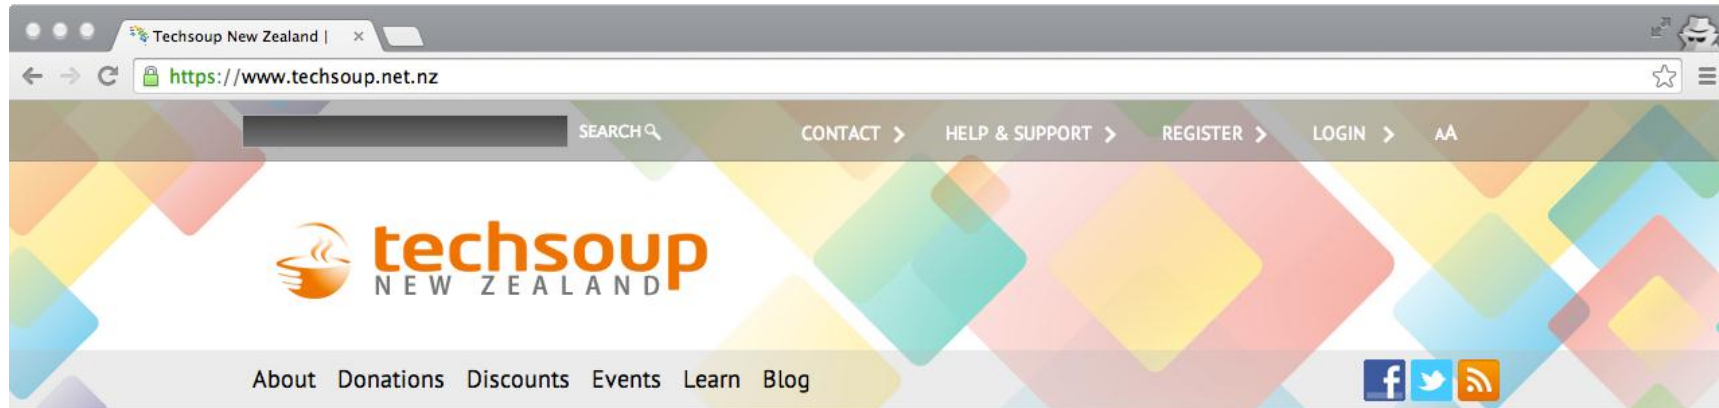 Techsoup New Zealand |
https://www.techsoup.net.nz
SEARCH CONTACT HELP & SUPPORT REGISTER LOGIN AA
techsoup
NEW ZEALAND
About Donations Discounts Events Learn Blog